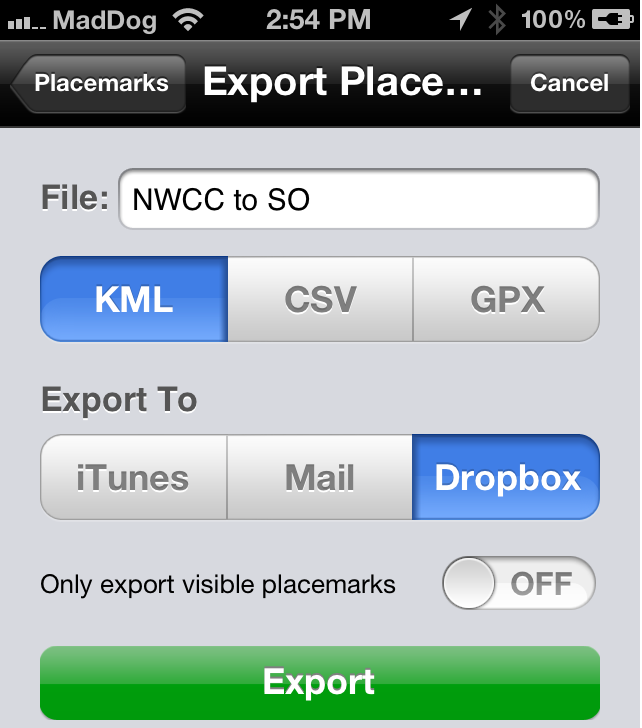 MadDog 2:54 PM 100%
Placemarks Export Place... Cancel
File: NWCC to SO
KML CSV GPX
Export To
iTunes Mail Dropbox
Only export visible placemarks OFF
Export